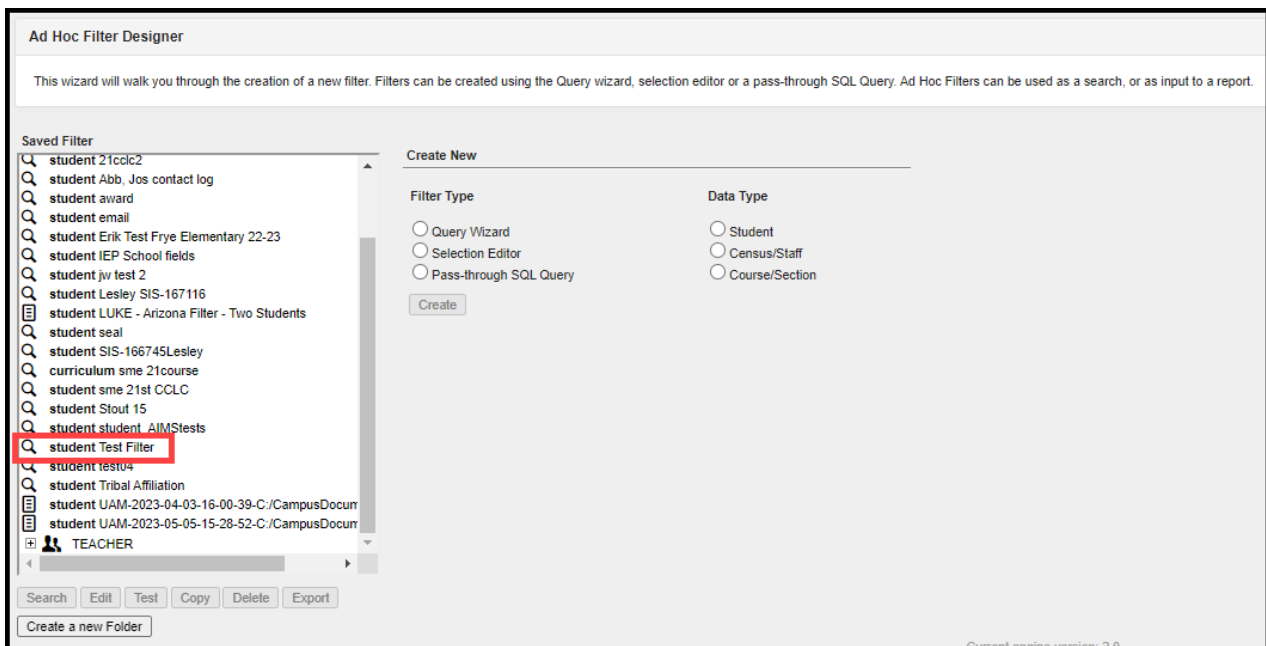 Ad Hoc Filter Designer
This wizard will walk you through the creation of a new filter. Filters can be created using the Query wizard, selection editor or a pass-through SQL Query. Ad Hoc Filters can be used as a search, or as input to a report.
Saved Filter
student 21cclc2
student Abb, Jos contact log
student award
student email
student Erik Test Frye Elementary 22-23
student IEP School fields
student jw test 2
student Lesley SIS-167116
student LUKE - Arizona Filter - Two Students
student seal
student SIS-166745Lesley
curriculum sme 21course
student sme 21st CCLC
student Stout 15
student student_AIMStests
student Test Filter
student test04
student Tribal Affiliation
student UAM-2023-04-03-16-00-39-C:/CampusDocum
student UAM-2023-05-05-15-28-52-C:/CampusDocum
TEACHER
Search Edit Test Copy Delete Export
Create a new Folder
Create New
Filter Type Data Type
Query Wizard Student
Selection Editor Census/Staff
Pass-through SQL Query Course/Section
Create
Current engine version: 2.0